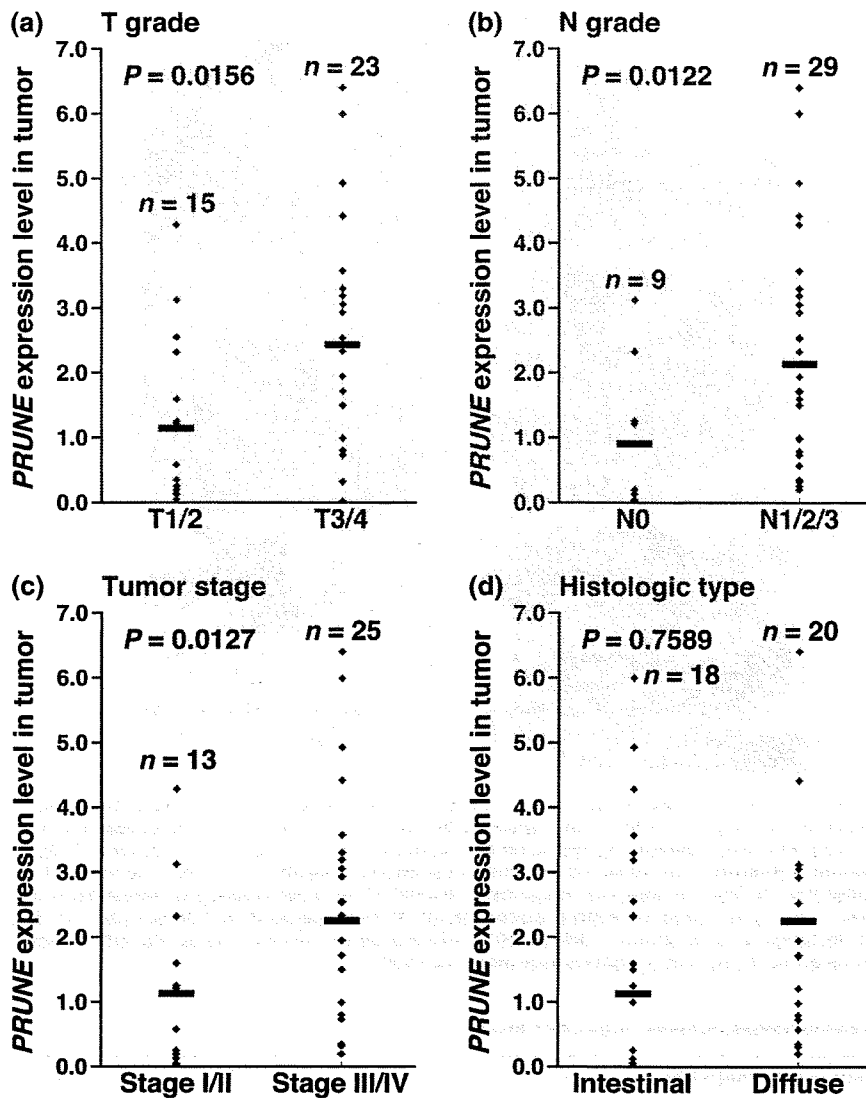 (a) T grade
PRUNE expression level in tumor
7.0
6.0
5.0
4.0
3.0
2.0
1.0
0.0
P = 0.0156
n = 23
n = 15
T1/2 T3/4
(b) N grade
PRUNE expression level in tumor
7.0
6.0
5.0
4.0
3.0
2.0
1.0
0.0
P = 0.0122
n = 29
n = 9
N0 N1/2/3
(c) Tumor stage
PRUNE expression level in tumor
7.0
6.0
5.0
4.0
3.0
2.0
1.0
0.0
P = 0.0127
n = 25
n = 13
Stage I/II Stage III/IV
(d) Histologic type
PRUNE expression level in tumor
7.0
6.0
5.0
4.0
3.0
2.0
1.0
0.0
P = 0.7589
n = 20
n = 18
Intestinal Diffuse